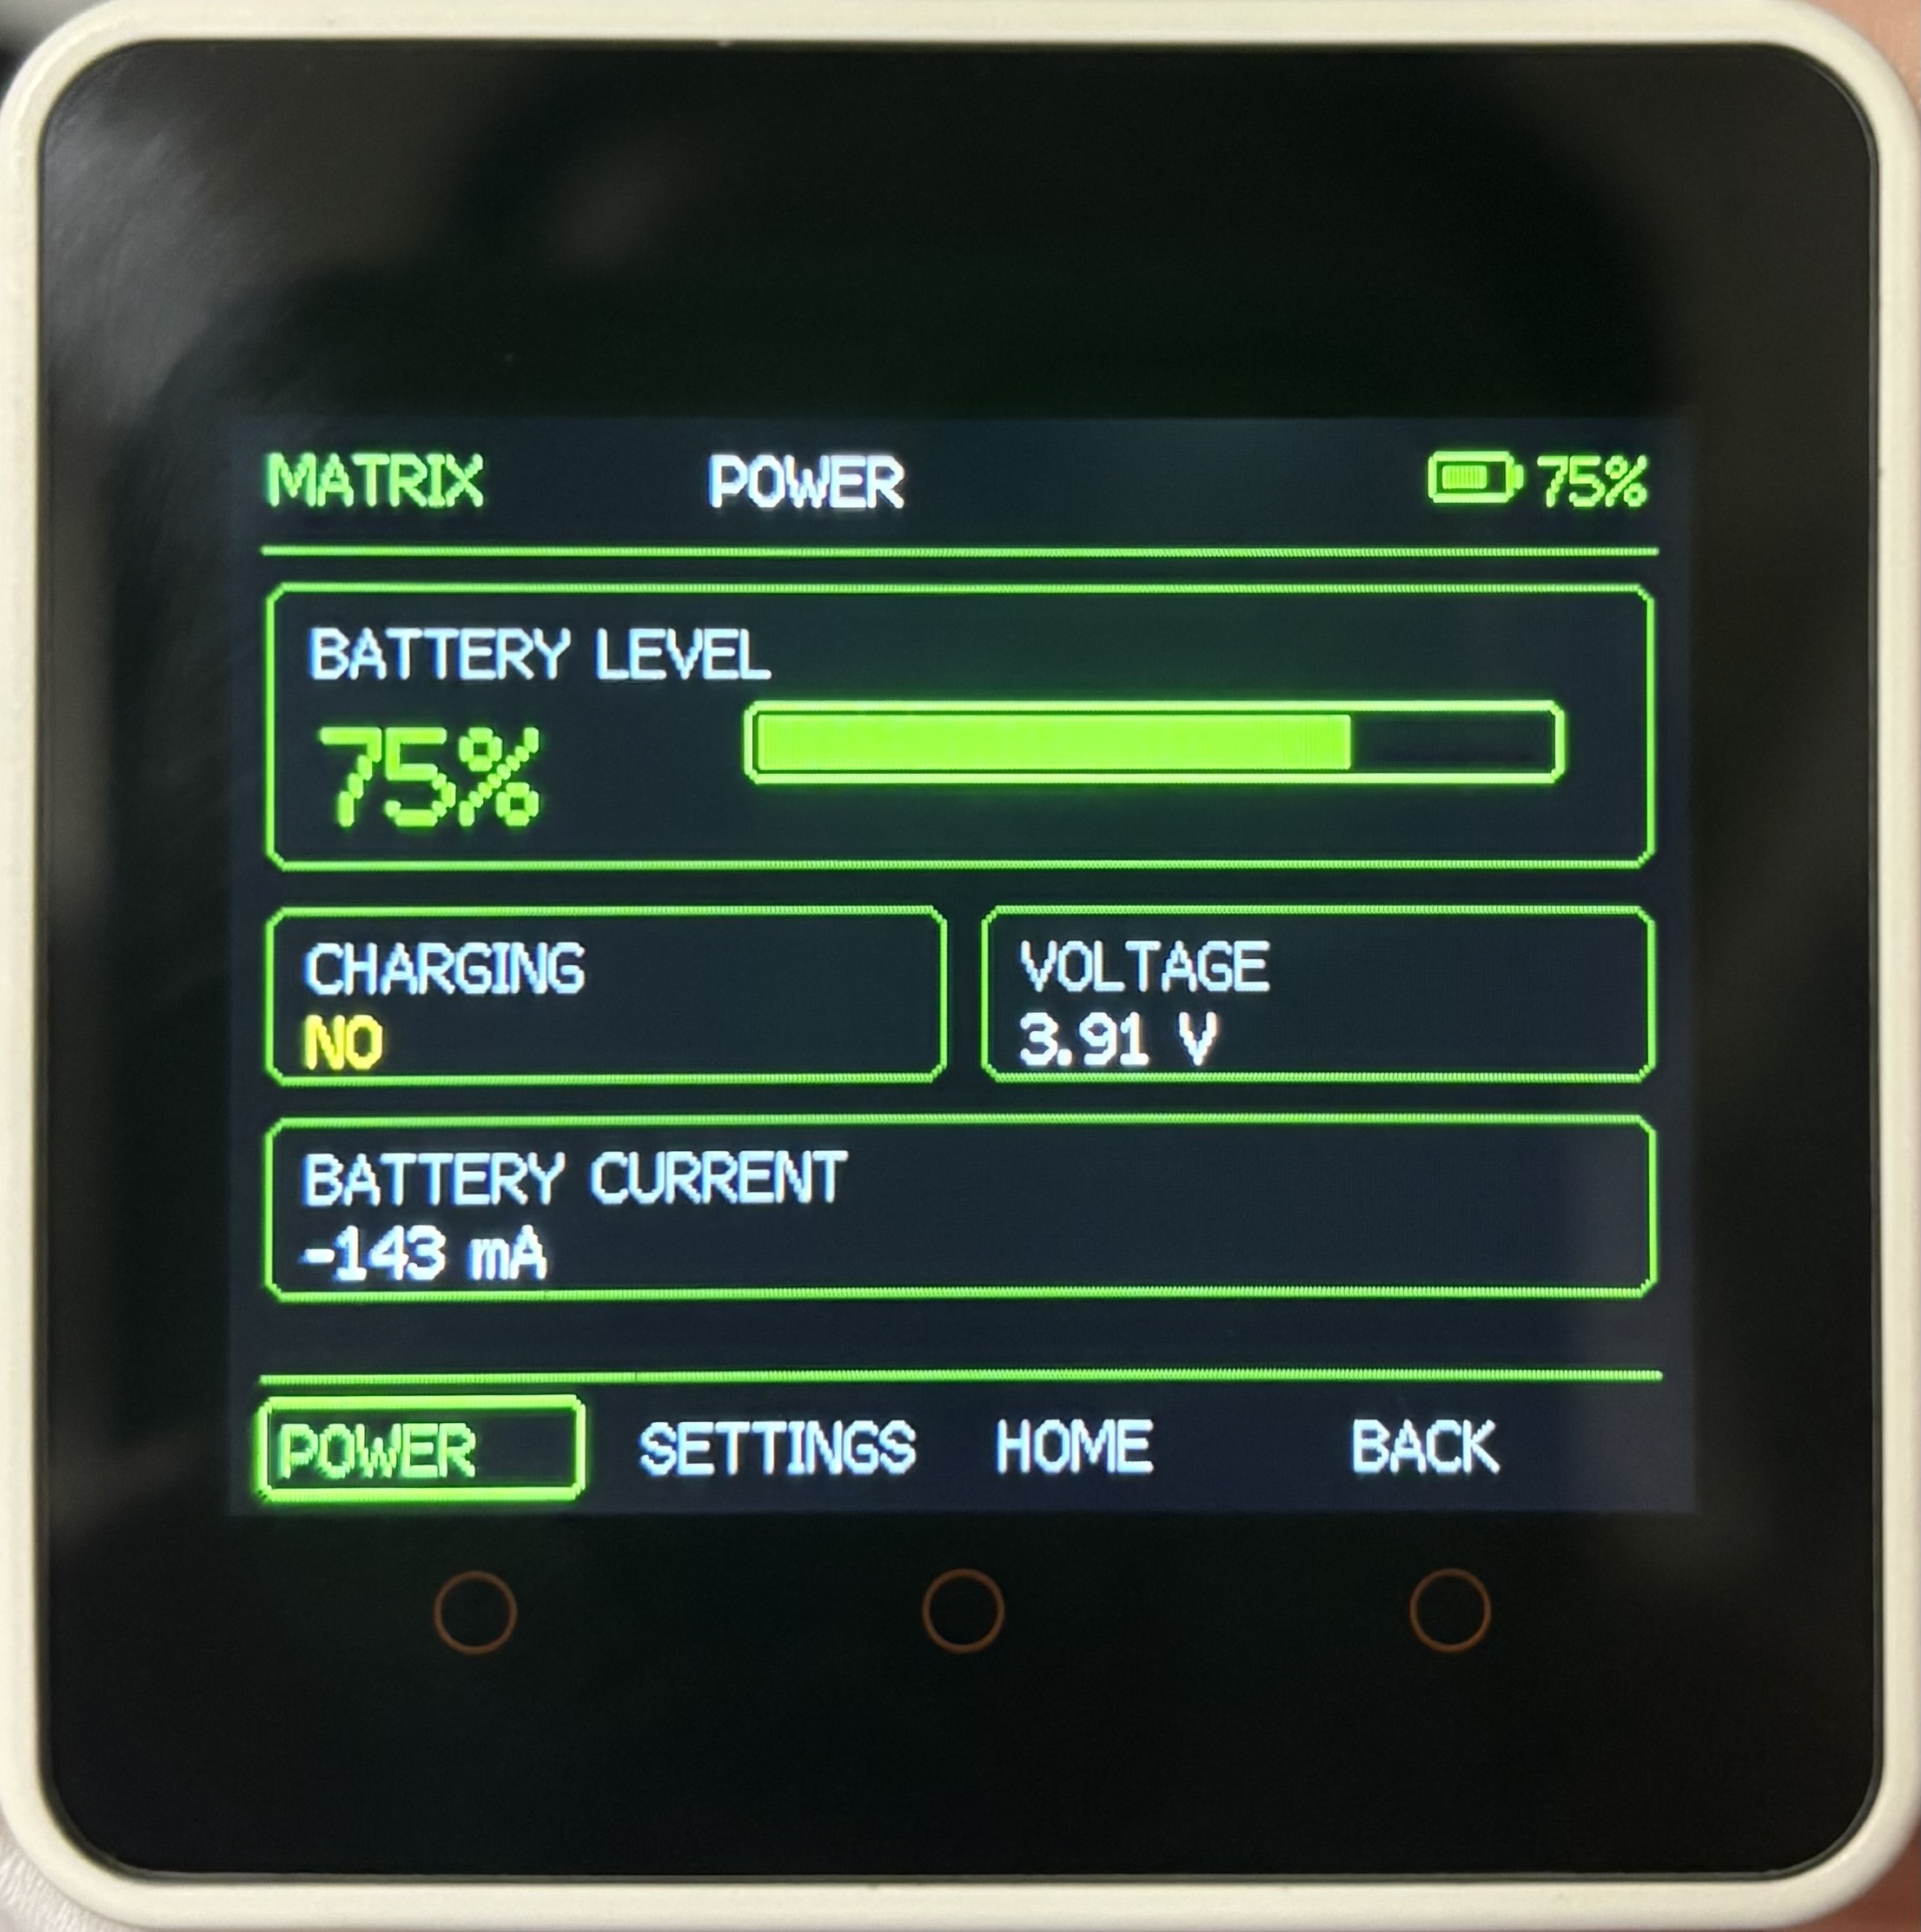 MATRIX POWER 75%
BATTERY LEVEL
75%
CHARGING
NO
VOLTAGE
3.91 V
BATTERY CURRENT
-143 mA
POWER SETTINGS HOME BACK